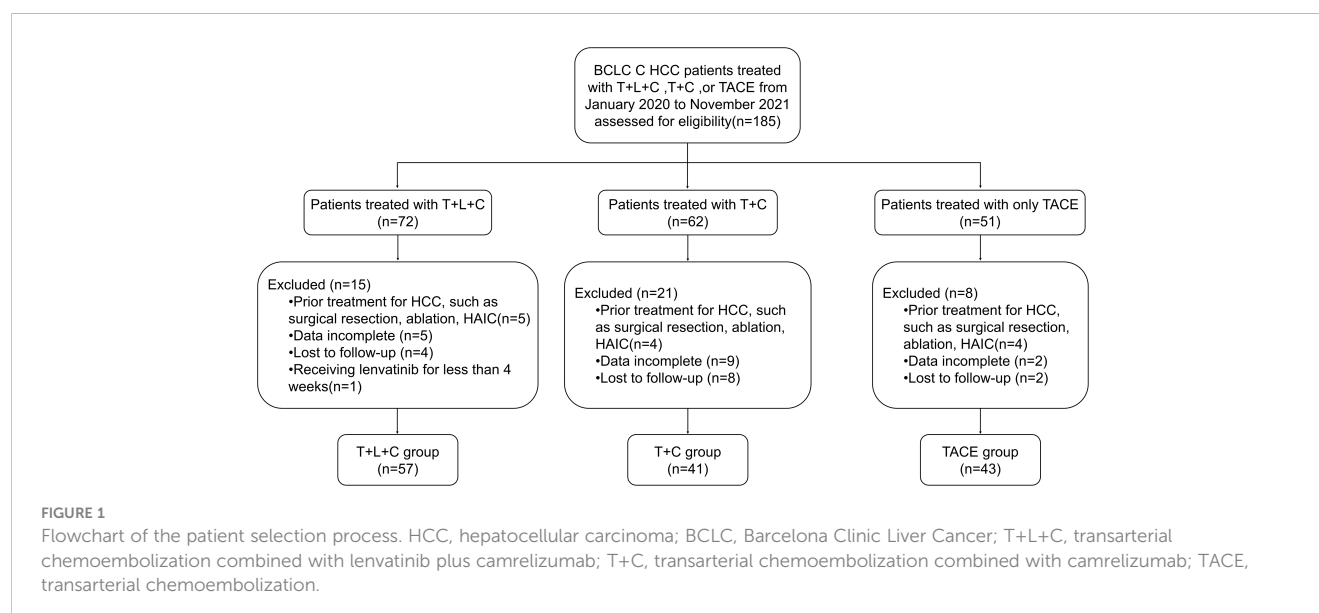 BCLC C HCC patients treated
with T+L+C ,T+C ,or TACE from
January 2020 to November 2021
assessed for eligibility(n=185)
Patients treated with T+L+C
(n=72)
Patients treated with T+C
(n=62)
Patients treated with only TACE
(n=51)
Excluded (n=15)
•Prior treatment for HCC, such as
surgical resection, ablation, HAIC(n=5)
•Data incomplete (n=5)
•Lost to follow-up (n=4)
•Receiving lenvatinib for less than 4
weeks(n=1)
Excluded (n=21)
•Prior treatment for HCC, such
as surgical resection, ablation,
HAIC(n=4)
•Data incomplete (n=9)
•Lost to follow-up (n=8)
Excluded (n=8)
•Prior treatment for HCC,
such as surgical resection,
ablation, HAIC(n=4)
•Data incomplete (n=2)
•Lost to follow-up (n=2)
T+L+C group
(n=57)
T+C group
(n=41)
TACE group
(n=43)
FIGURE 1
Flowchart of the patient selection process. HCC, hepatocellular carcinoma; BCLC, Barcelona Clinic Liver Cancer; T+L+C, transarterial
chemoembolization combined with lenvatinib plus camrelizumab; T+C, transarterial chemoembolization combined with camrelizumab; TACE,
transarterial chemoembolization.